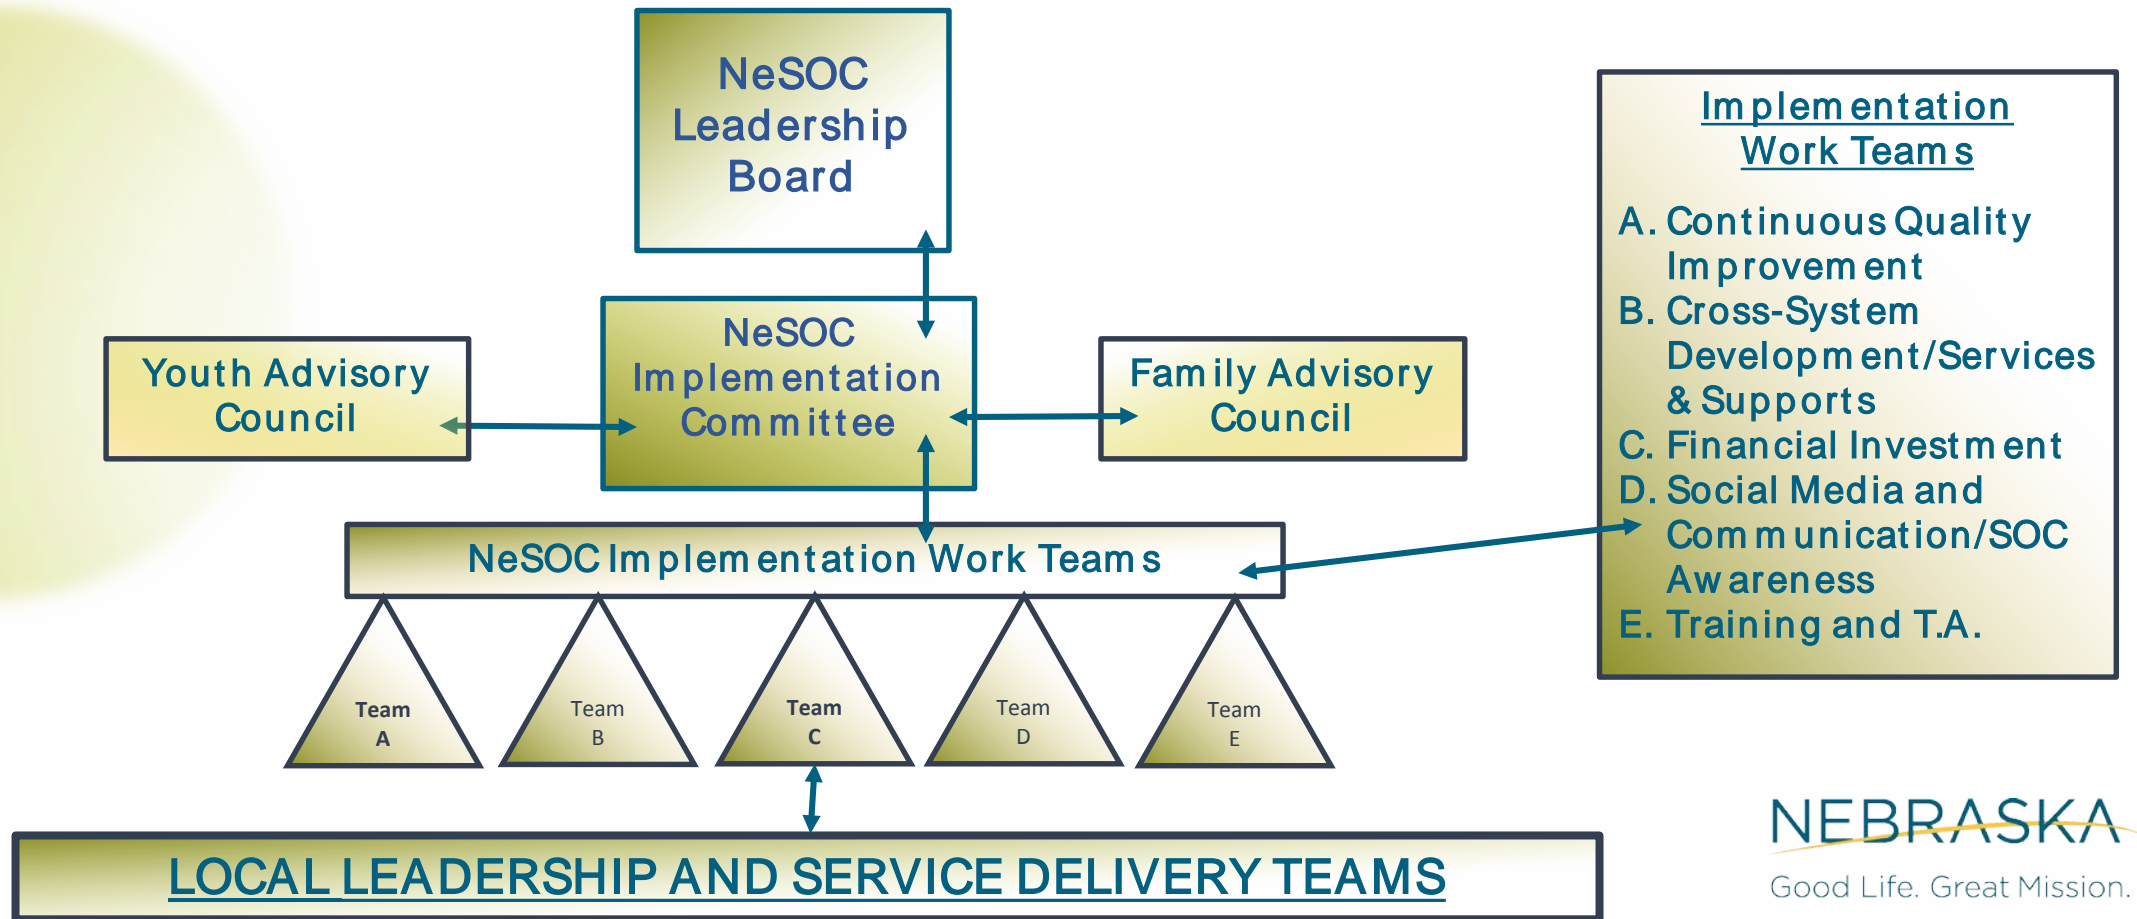 NeSOC
Leadership
Board
NeSOC
Implementation
Committee
Youth Advisory
Council
Family Advisory
Council
NeSOC Implementation Work Teams
Team
A
Team
B
Team
C
Team
D
Team
E
LOCAL LEADERSHIP AND SERVICE DELIVERY TEAMS
Implementation
Work Teams
A. Continuous Quality
Improvement
B. Cross-System
Development/Services
& Supports
C. Financial Investment
D. Social Media and
Communication/SOC
Awareness
E. Training and T.A.
NEBRASKA
Good Life. Great Mission.